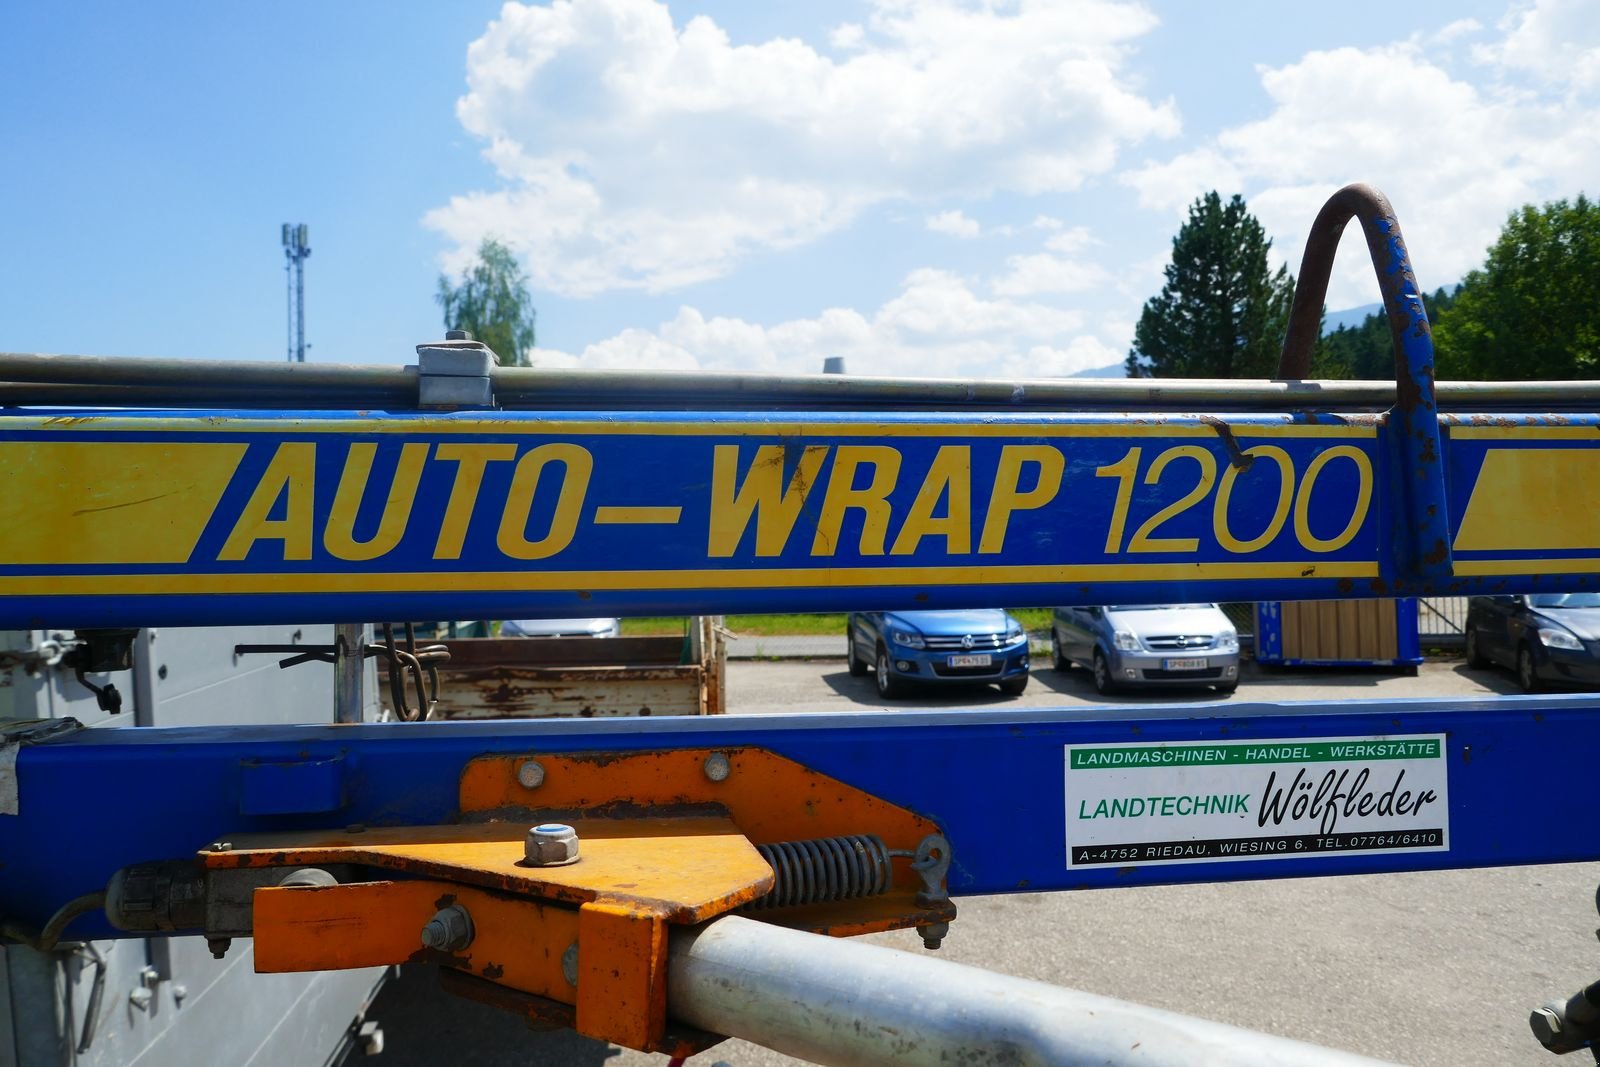 AUTO-WRAP 1200
LANDMASCHINEN - HANDEL - WERKSTÄTTE
LANDTECHNIK Wölfleder
A-4752 RIEDAU, WIESING 6, TEL.07764/6410